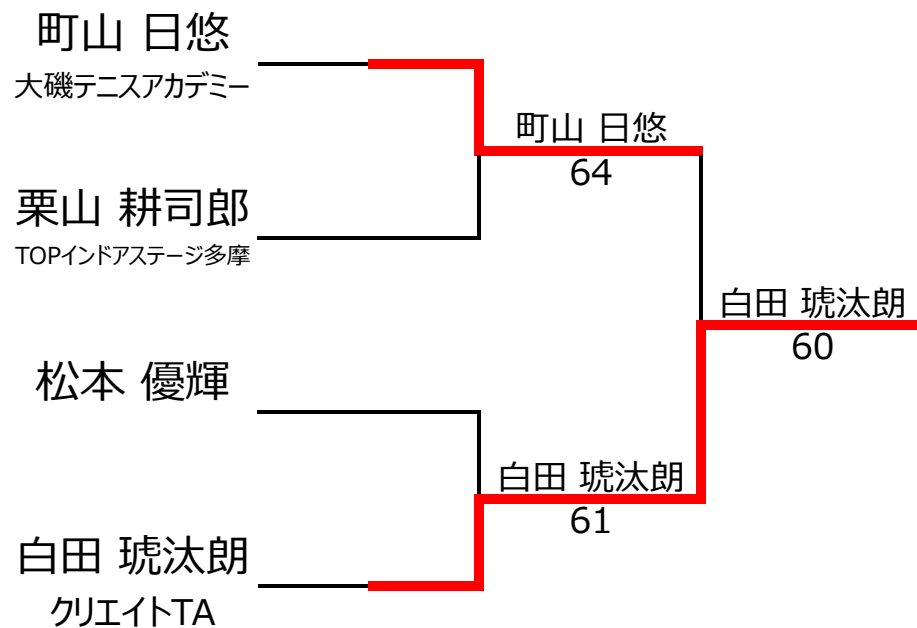 町山 日悠
大磯テニスアカデミー
町山 日悠
64
栗山 耕司郎
TOPインドアステージ多摩
白田 琥汰朗
60
松本 優輝
白田 琥汰朗
61
白田 琥汰朗
クリエイトTA